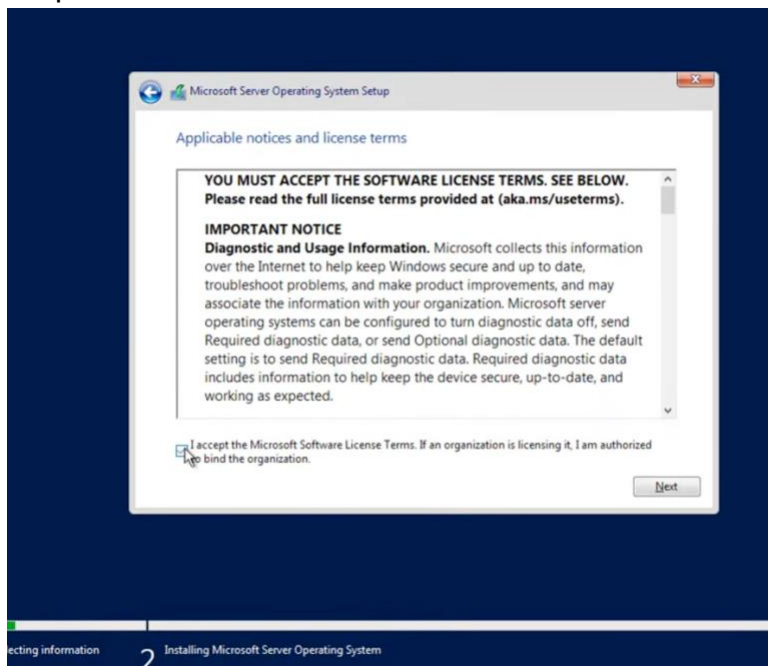 Microsoft Server Operating System Setup
Applicable notices and license terms
YOU MUST ACCEPT THE SOFTWARE LICENSE TERMS. SEE BELOW.
Please read the full license terms provided at (aka.ms/useterms).
IMPORTANT NOTICE
Diagnostic and Usage Information. Microsoft collects this information
over the Internet to help keep Windows secure and up to date,
troubleshoot problems, and make product improvements, and may
associate the information with your organization. Microsoft server
operating systems can be configured to turn diagnostic data off, send
Required diagnostic data, or send Optional diagnostic data. The default
setting is to send Required diagnostic data. Required diagnostic data
includes information to help keep the device secure, up-to-date, and
working as expected.
I accept the Microsoft Software License Terms. If an organization is licensing it, I am authorized
to bind the organization.
Next
ecting information
2 Installing Microsoft Server Operating System